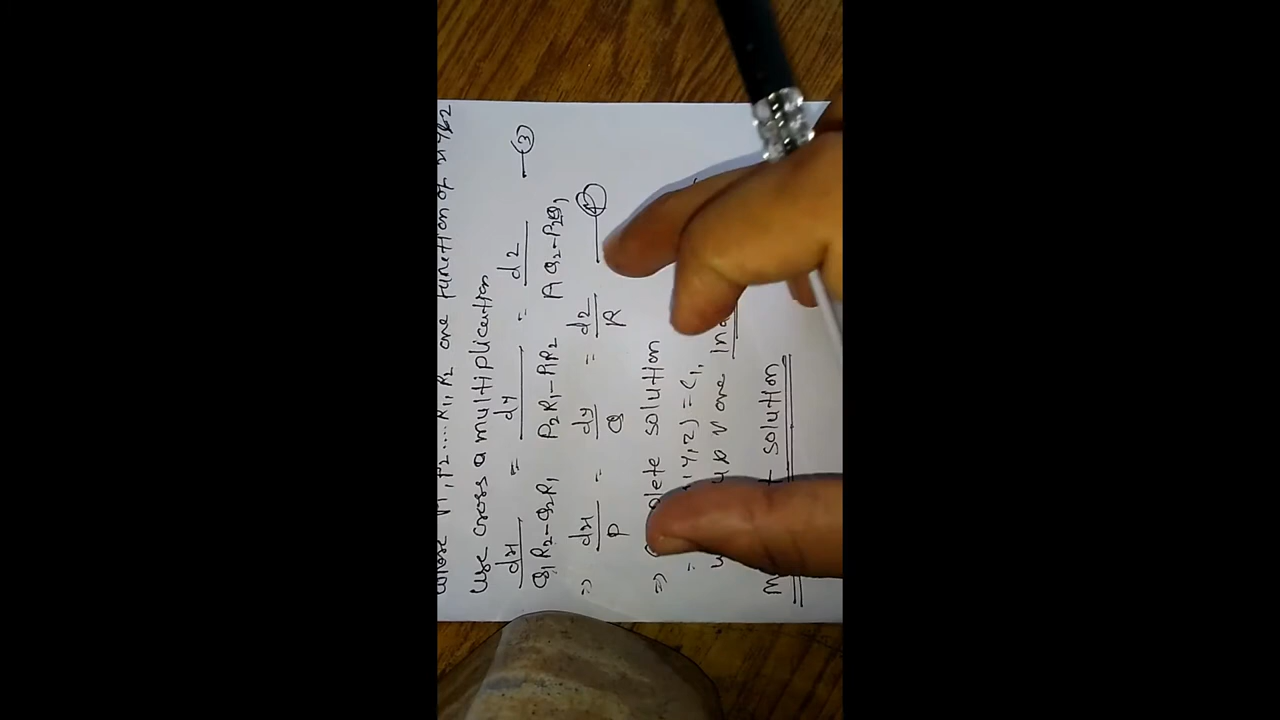 where P1, P2 .... R1, R2 are function of x y & z
Use cross a multiplication
dx = dy = dz —③
Q1R2-Q2R1 P2R1-P1R2 P1Q2-P2Q1
=> dx/P = dy/Q = dz/R —④
=> solution
= y, z) = C1,
u & v are
solution